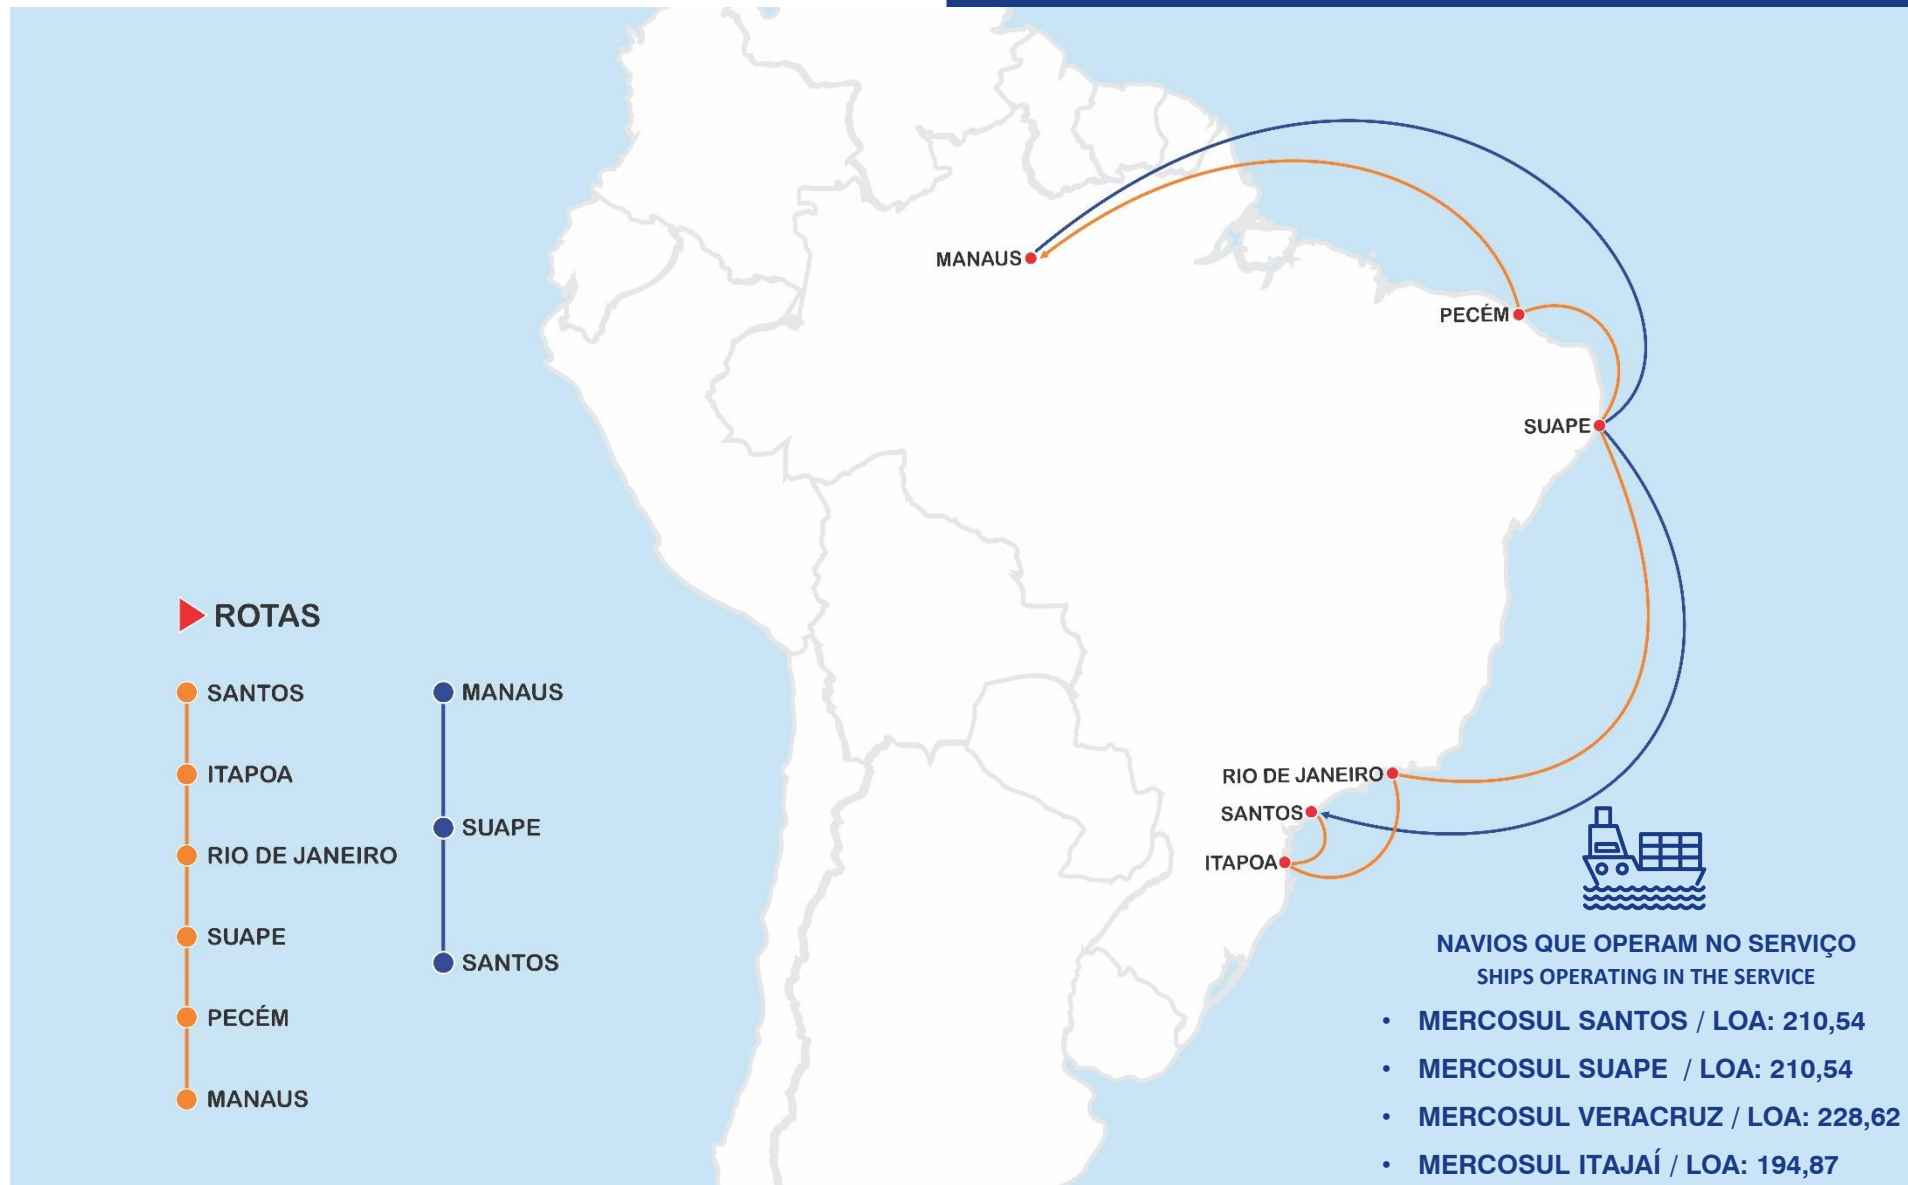 MANAUS
PECÉM
SUAPE
RIO DE JANEIRO
SANTOS
ITAPOA
ROTAS
SANTOS
ITAPOA
RIO DE JANEIRO
SUAPE
PECÉM
MANAUS
MANAUS
SUAPE
SANTOS
NAVIOS QUE OPERAM NO SERVIÇO
SHIPS OPERATING IN THE SERVICE
• MERCOSUL SANTOS / LOA: 210,54
• MERCOSUL SUAPE / LOA: 210,54
• MERCOSUL VERACRUZ / LOA: 228,62
• MERCOSUL ITAJAÍ / LOA: 194,87